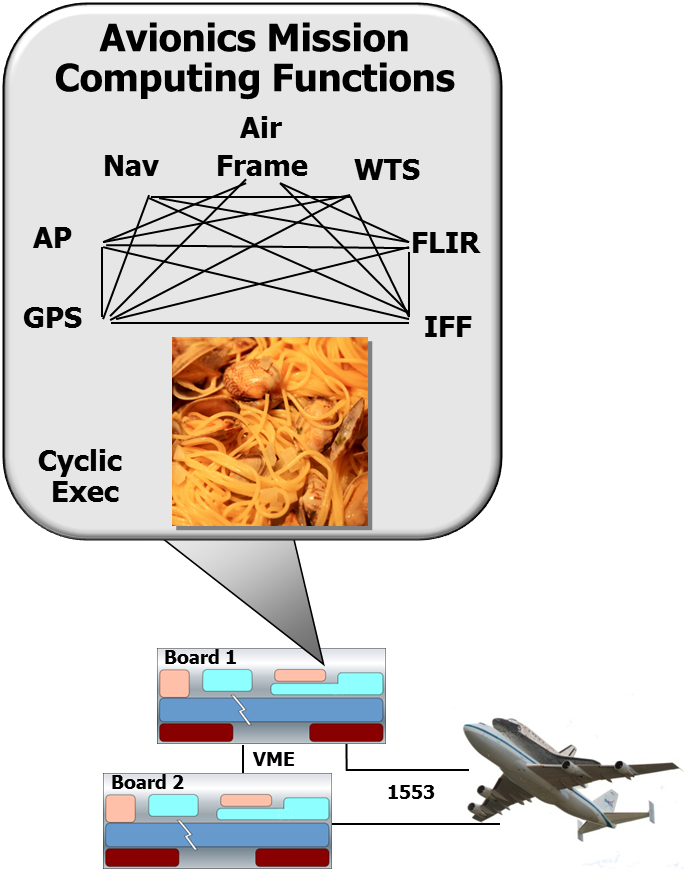 Avionics Mission
Computing Functions
Air
Nav Frame WTS
AP FLIR
GPS IFF
Cyclic
Exec
Board 1
VME
Board 2
1553